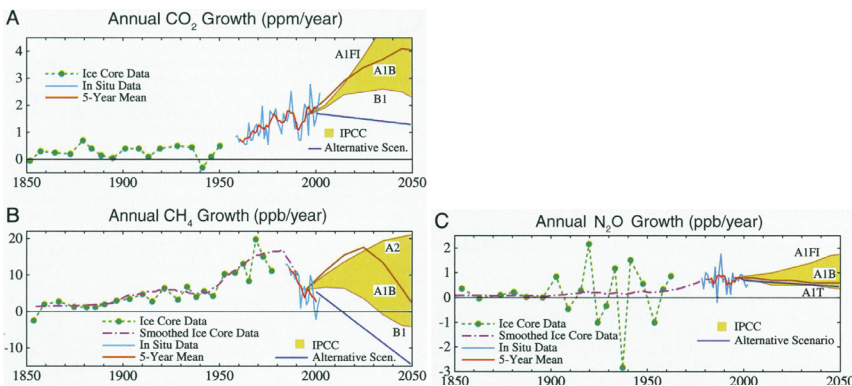 A
Annual CO2 Growth (ppm/year)
4
3
2
1
0
Ice Core Data
In Situ Data
5-Year Mean
A1FI
A1B
B1
IPCC
Alternative Scen.
1850
1900
1950
2000
2050
B
Annual CH4 Growth (ppb/year)
20
10
0
-10
A2
A1B
B1
Ice Core Data
Smoothed Ice Core Data
In Situ Data
5-Year Mean
IPCC
Alternative Scen.
1850
1900
1950
2000
2050
C
Annual N2O Growth (ppb/year)
2
1
0
-1
-2
-3
A1FI
A1B
A1T
Ice Core Data
Smoothed Ice Core Data
In Situ Data
5-Year Mean
IPCC
Alternative Scenario
1850
1900
1950
2000
2050